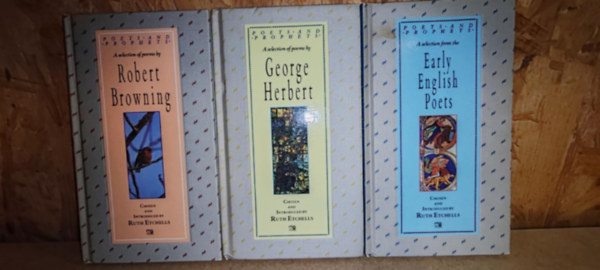 POETS · AND
· PROPHETS ·
A selection of poems by
Robert
Browning
CHOSEN
AND
INTRODUCED BY
RUTH ETCHELLS
POETS · AND
· PROPHETS ·
A selection of poems by
George
Herbert
CHOSEN
AND
INTRODUCED BY
RUTH ETCHELLS
POETS · AND
· PROPHETS ·
A selection from the
Early
English
Poets
CHOSEN
AND
INTRODUCED BY
RUTH ETCHELLS